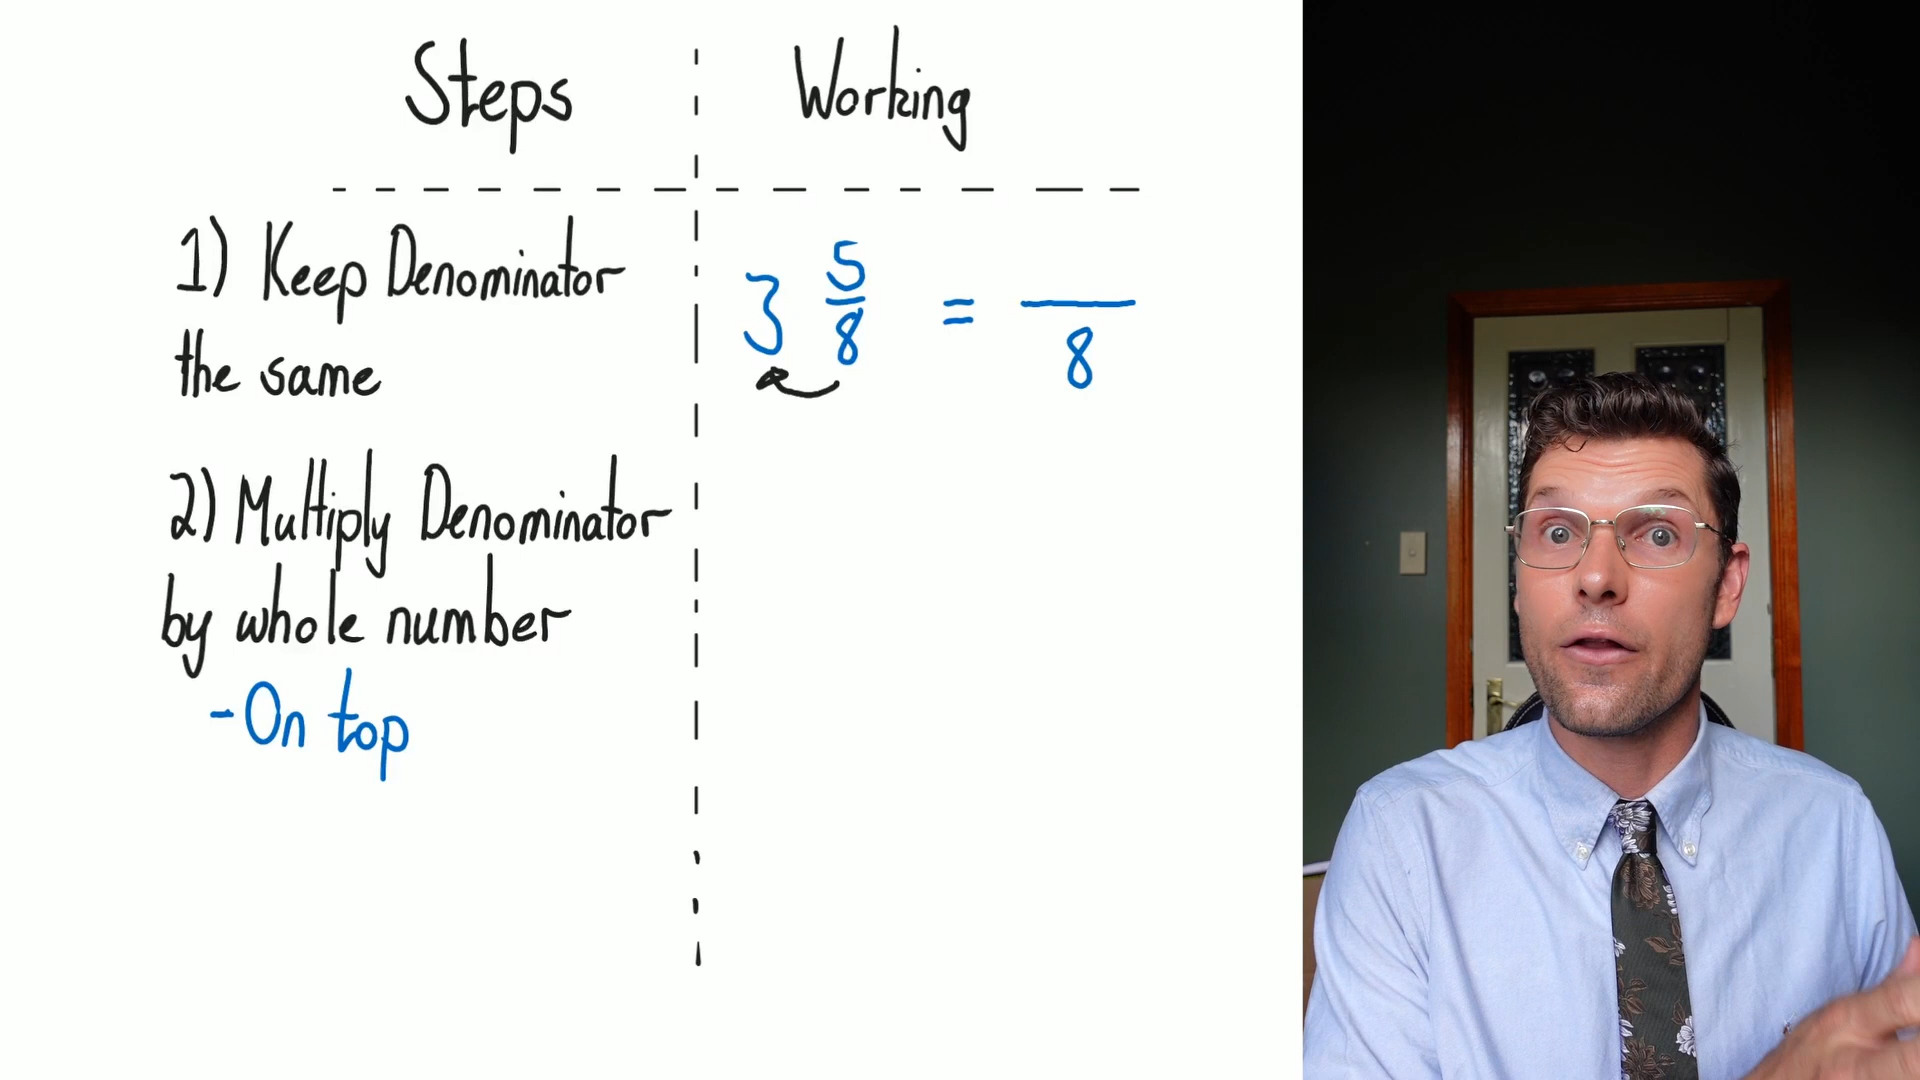 Steps
Working
1) Keep Denominator
the same
3 5/8 = /8
2) Multiply Denominator
by whole number
- On top